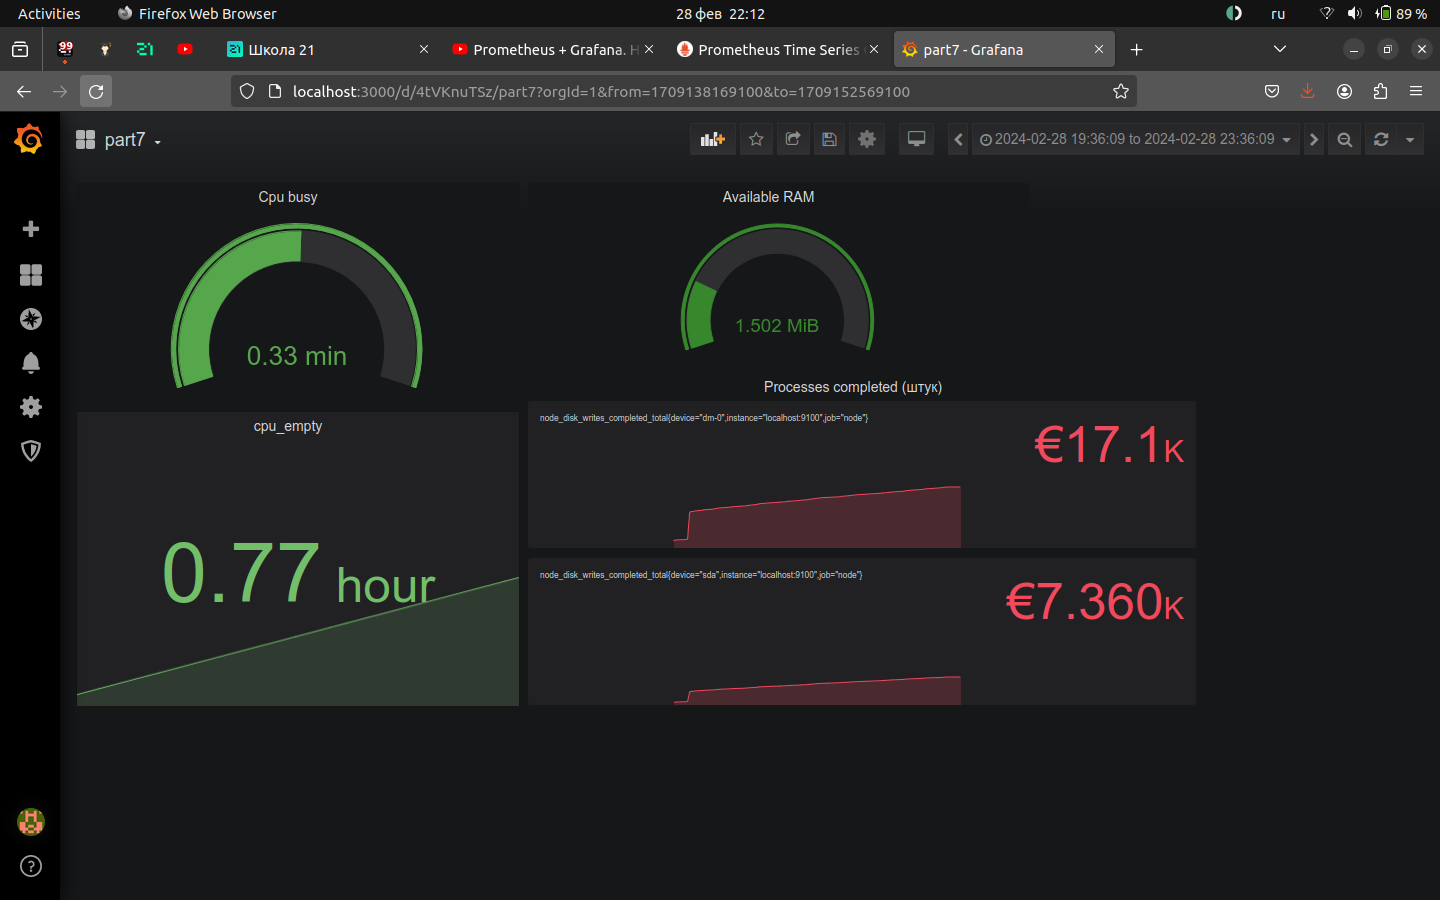 Activities
Firefox Web Browser
28 фев 22:12
ru
89 %
99
21
Школа 21
Prometheus + Grafana. H
Prometheus Time Series
part7 - Grafana
localhost:3000/d/4tVKnuTSz/part7?orgId=1&from=1709138169100&to=1709152569100
part7
2024-02-28 19:36:09 to 2024-02-28 23:36:09
Cpu busy
0.33 min
Available RAM
1.502 MiB
Processes completed (штук)
node_disk_writes_completed_total{device="dm-0",instance="localhost:9100",job="node"}
€17.1K
cpu_empty
0.77 hour
node_disk_writes_completed_total{device="sda",instance="localhost:9100",job="node"}
€7.360K